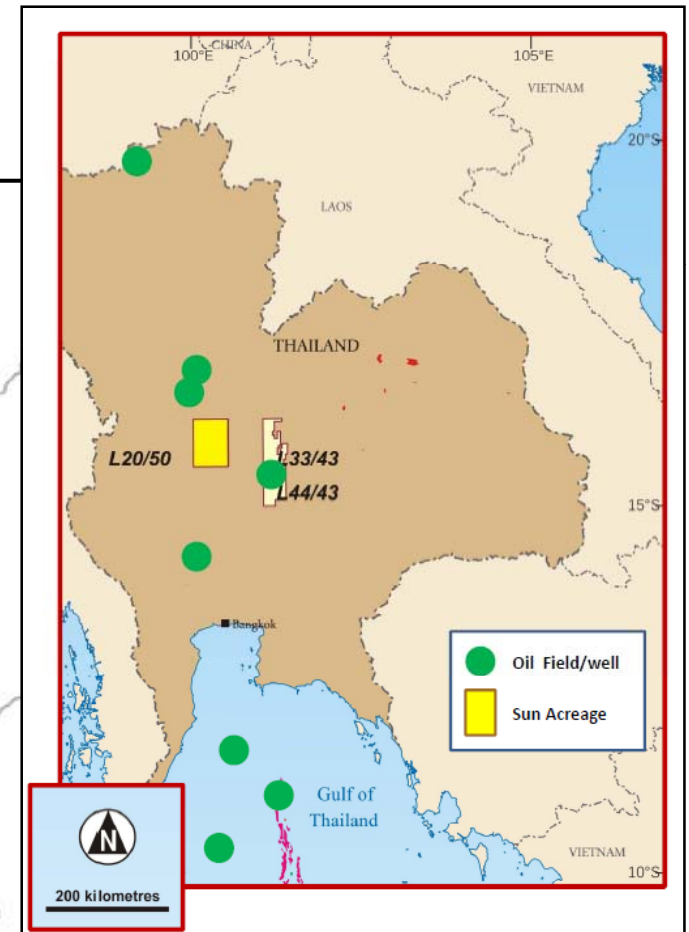 CHINA
100°E
105°E
VIETNAM
20°S
LAOS
THAILAND
L20/50
L33/43
L44/43
15°S
Bangkok
Oil Field/well
Sun Acreage
Gulf of
Thailand
VIETNAM
10°S
N
200 kilometres